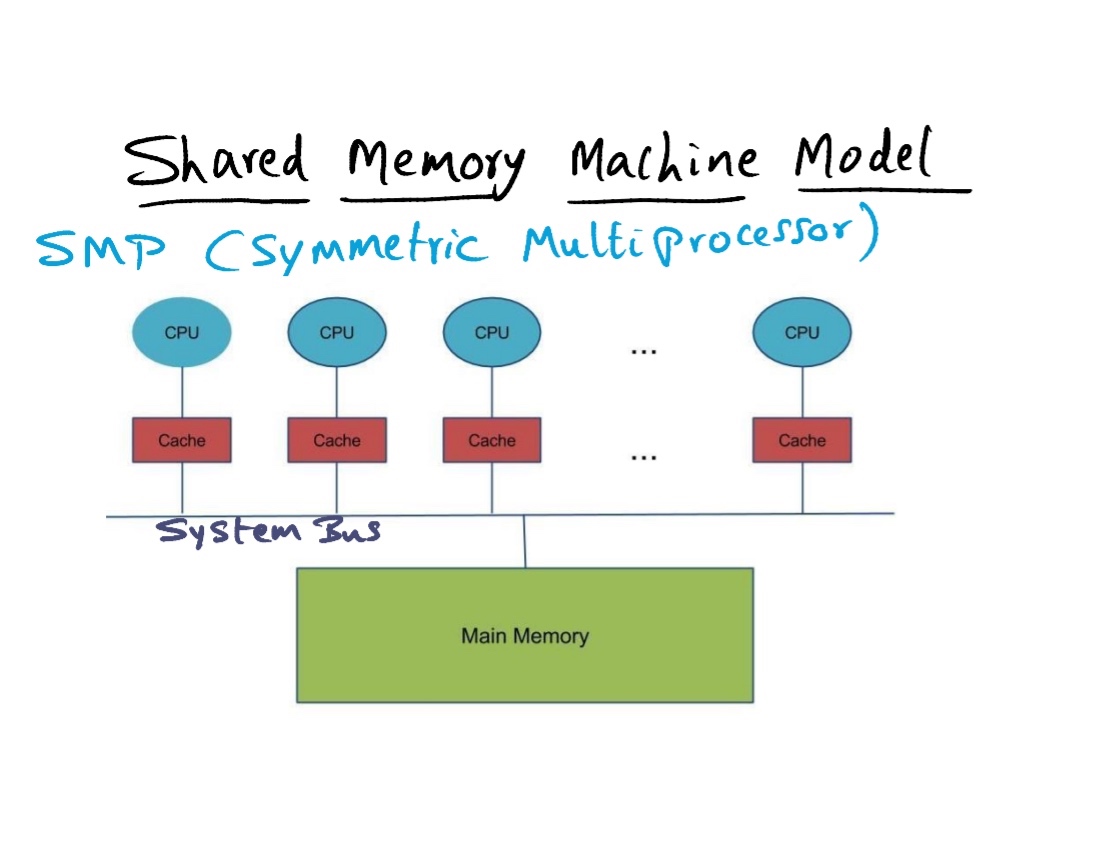 Shared Memory Machine Model
SMP (Symmetric Multiprocessor)
CPU CPU CPU ... CPU
Cache Cache Cache ... Cache
System Bus
Main Memory